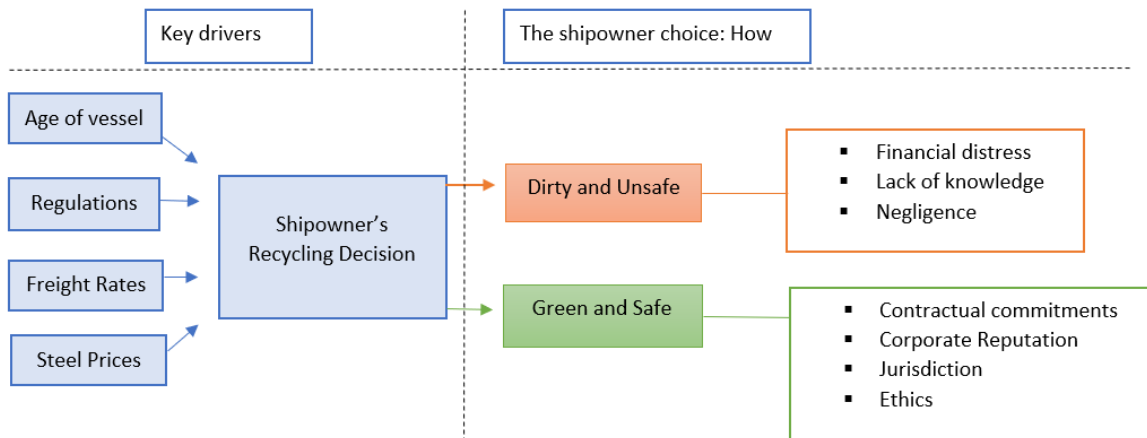 Key drivers
The shipowner choice: How
Age of vessel
Regulations
Freight Rates
Steel Prices
Shipowner’s
Recycling Decision
Dirty and Unsafe
Green and Safe
▪ Financial distress
▪ Lack of knowledge
▪ Negligence
▪ Contractual commitments
▪ Corporate Reputation
▪ Jurisdiction
▪ Ethics